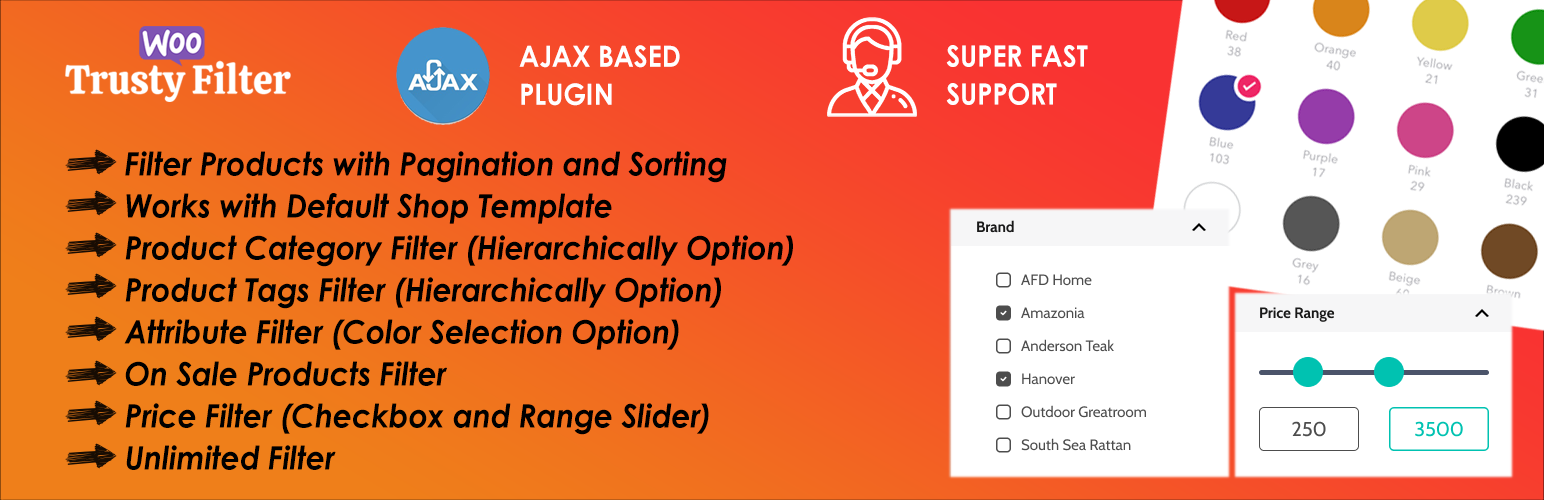 Woo
Trusty Filter
AJAX
AJAX BASED
PLUGIN
SUPER FAST
SUPPORT
Filter Products with Pagination and Sorting
Works with Default Shop Template
Product Category Filter (Hierarchically Option)
Product Tags Filter (Hierarchically Option)
Attribute Filter (Color Selection Option)
On Sale Products Filter
Price Filter (Checkbox and Range Slider)
Unlimited Filter
Red
38
Orange
40
Yellow
21
Gree
31
Blue
103
Purple
17
Pink
29
Black
239
Grey
16
Beige
Brown
Brand
AFD Home
Amazonia
Anderson Teak
Hanover
Outdoor Greatroom
South Sea Rattan
Price Range
250
3500